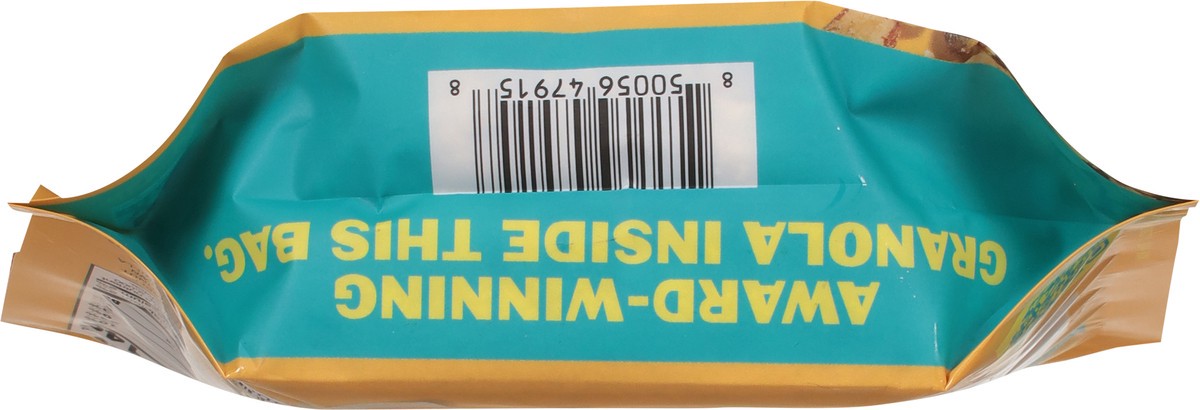 AWARD-WINNING
GRANOLA INSIDE THIS BAG.
8 50056 47915 8